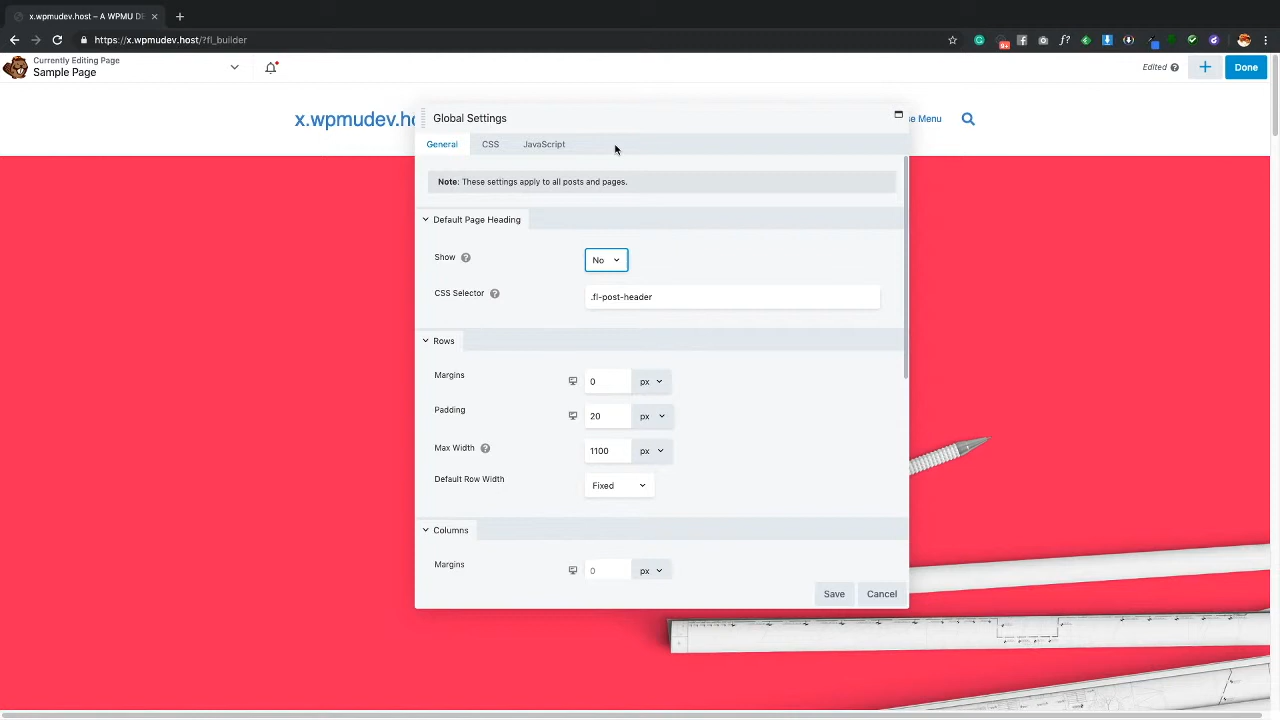 x.wpmudev.host – A WPMU DE
https://x.wpmudev.host/?fl_builder
Currently Editing Page
Sample Page
Edited
Done
x.wpmudev.ho
e Menu
Global Settings
General CSS JavaScript
Note: These settings apply to all posts and pages.
Default Page Heading
Show No
CSS Selector .fl-post-header
Rows
Margins 0 px
Padding 20 px
Max Width 1100 px
Default Row Width Fixed
Columns
Margins 0 px
Save Cancel